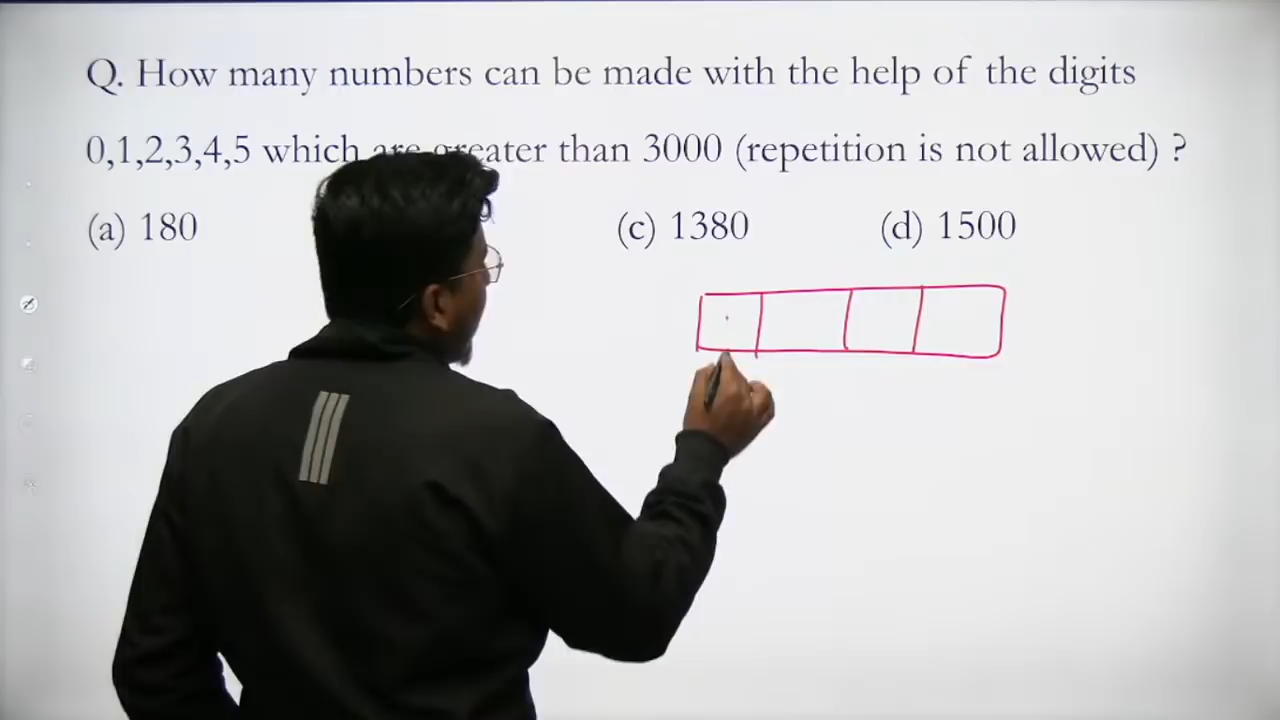 Q. How many numbers can be made with the help of the digits
0,1,2,3,4,5 which are greater than 3000 (repetition is not allowed) ?
(a) 180 (c) 1380 (d) 1500